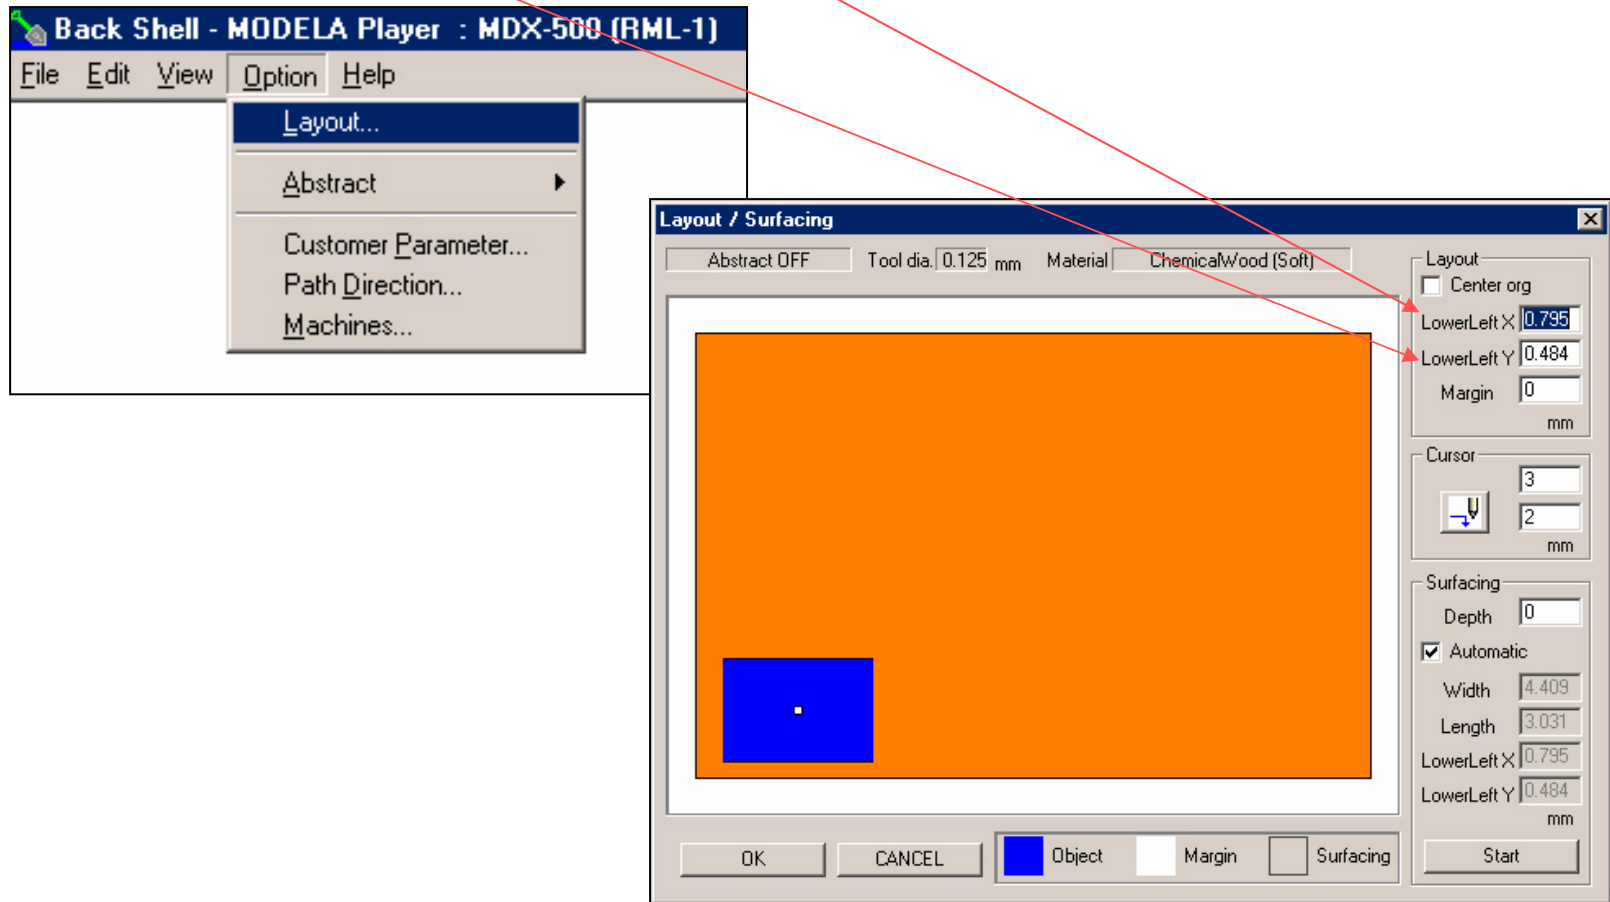 Back Shell - MODELA Player : MDX-500 (RML-1)
File Edit View Option Help
Layout...
Abstract
Customer Parameter...
Path Direction...
Machines...
Layout / Surfacing
Abstract OFF Tool dia. 0.125 mm Material ChemicalWood (Soft)
Layout
Center org
LowerLeft X 0.795
LowerLeft Y 0.484
Margin 0
mm
Cursor
3
2
mm
Surfacing
Depth 0
Automatic
Width 4.409
Length 3.031
LowerLeft X 0.795
LowerLeft Y 0.484
mm
Start
OK CANCEL Object Margin Surfacing